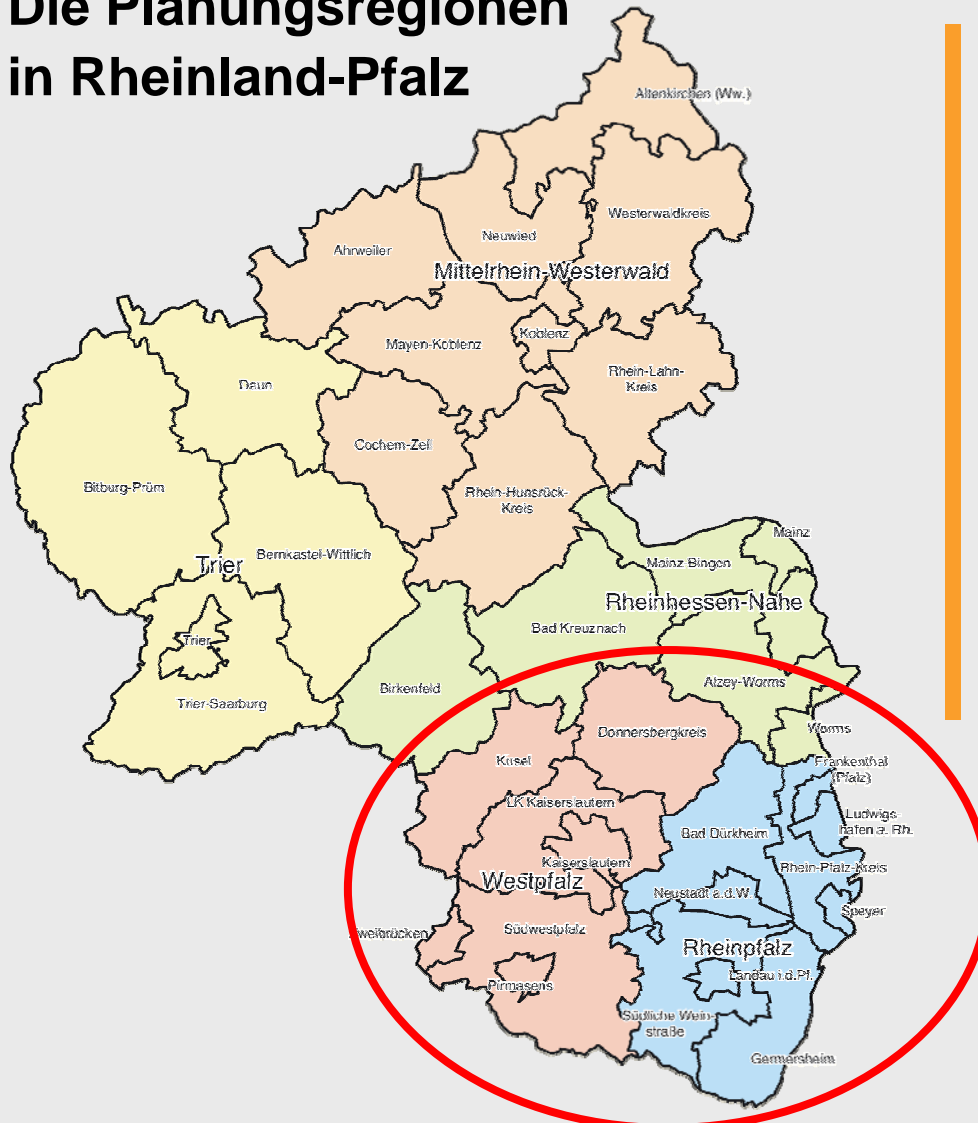 Die Planungsregionen
in Rheinland-Pfalz
Altenkirchen (Ww.)
Westerwaldkreis
Neuwied
Ahrweiler
Mittelrhein-Westerwald
Koblenz
Mayen-Koblenz
Rhein-Lahn-
Kreis
Daun
Cochem-Zell
Bitburg-Prüm
Rhein-Hunsrück-
Kreis
Mainz
Bernkastel-Wittlich
Trier
Mainz-Bingen
Rheinhessen-Nahe
Bad Kreuznach
Trier
Alzey-Worms
Birkenfeld
Trier-Saarburg
Worms
Donnersbergkreis
Kusel
Frankenthal
(Pfalz)
LK Kaiserslautern
Ludwigs-
hafen a. Rh.
Bad Dürkheim
Kaiserslautern
Rhein-Pfalz-Kreis
Westpfalz
Neustadt a.d.W.
Speyer
Zweibrücken
Südwestpfalz
Rheinpfalz
Landau i.d.Pf.
Pirmasens
Südliche Wein-
straße
Germersheim